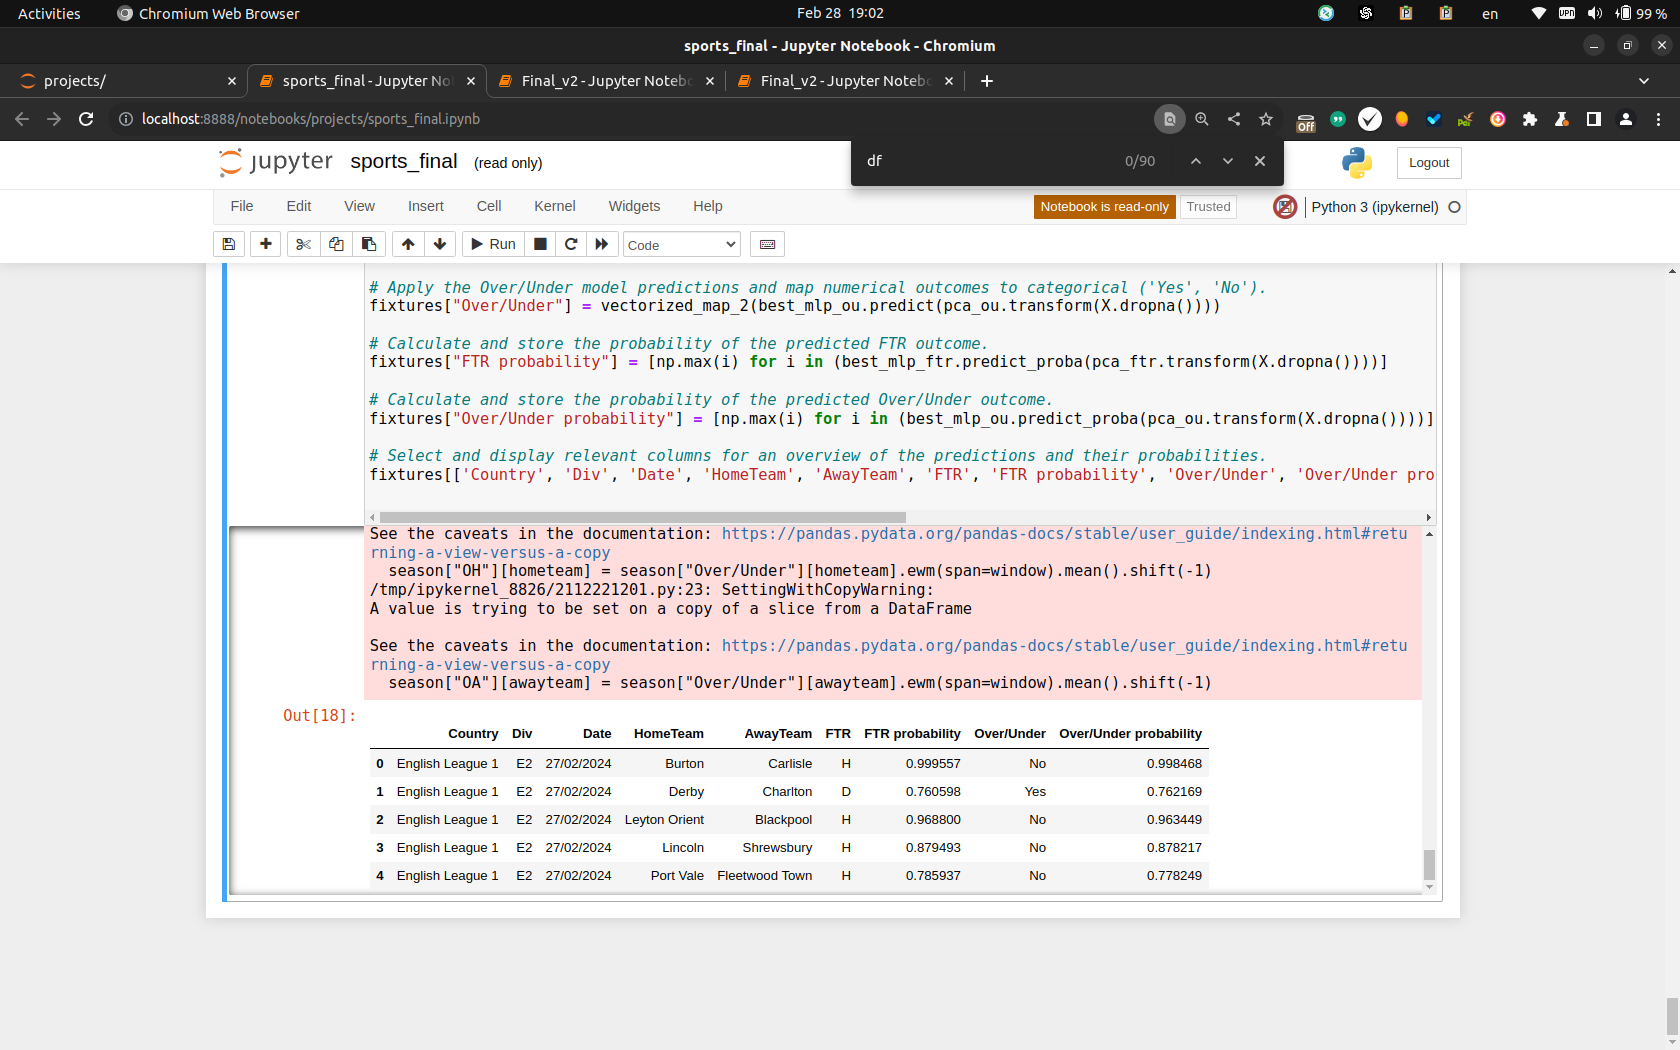 Activities Chromium Web Browser Feb 28 19:02 en VPN 99 %
sports_final - Jupyter Notebook - Chromium
projects/ sports_final - Jupyter No Final_v2 - Jupyter Noteb Final_v2 - Jupyter Noteb
localhost:8888/notebooks/projects/sports_final.ipynb Off
df 0/90
jupyter sports_final (read only) Logout
File Edit View Insert Cell Kernel Widgets Help Notebook is read-only Trusted Python 3 (ipykernel)
Run Code
# Apply the Over/Under model predictions and map numerical outcomes to categorical ('Yes', 'No').
fixtures["Over/Under"] = vectorized_map_2(best_mlp_ou.predict(pca_ou.transform(X.dropna())))
# Calculate and store the probability of the predicted FTR outcome.
fixtures["FTR probability"] = [np.max(i) for i in (best_mlp_ftr.predict_proba(pca_ftr.transform(X.dropna())))]
# Calculate and store the probability of the predicted Over/Under outcome.
fixtures["Over/Under probability"] = [np.max(i) for i in (best_mlp_ou.predict_proba(pca_ou.transform(X.dropna())))]
# Select and display relevant columns for an overview of the predictions and their probabilities.
fixtures[['Country', 'Div', 'Date', 'HomeTeam', 'AwayTeam', 'FTR', 'FTR probability', 'Over/Under', 'Over/Under pro
See the caveats in the documentation: https://pandas.pydata.org/pandas-docs/stable/user_guide/indexing.html#retu
rning-a-view-versus-a-copy
season["OH"][hometeam] = season["Over/Under"][hometeam].ewm(span=window).mean().shift(-1)
/tmp/ipykernel_8826/2112221201.py:23: SettingWithCopyWarning:
A value is trying to be set on a copy of a slice from a DataFrame
See the caveats in the documentation: https://pandas.pydata.org/pandas-docs/stable/user_guide/indexing.html#retu
rning-a-view-versus-a-copy
season["OA"][awayteam] = season["Over/Under"][awayteam].ewm(span=window).mean().shift(-1)
Out[18]:
Country Div Date HomeTeam AwayTeam FTR FTR probability Over/Under Over/Under probability
0 English League 1 E2 27/02/2024 Burton Carlisle H 0.999557 No 0.998468
1 English League 1 E2 27/02/2024 Derby Charlton D 0.760598 Yes 0.762169
2 English League 1 E2 27/02/2024 Leyton Orient Blackpool H 0.968800 No 0.963449
3 English League 1 E2 27/02/2024 Lincoln Shrewsbury H 0.879493 No 0.878217
4 English League 1 E2 27/02/2024 Port Vale Fleetwood Town H 0.785937 No 0.778249